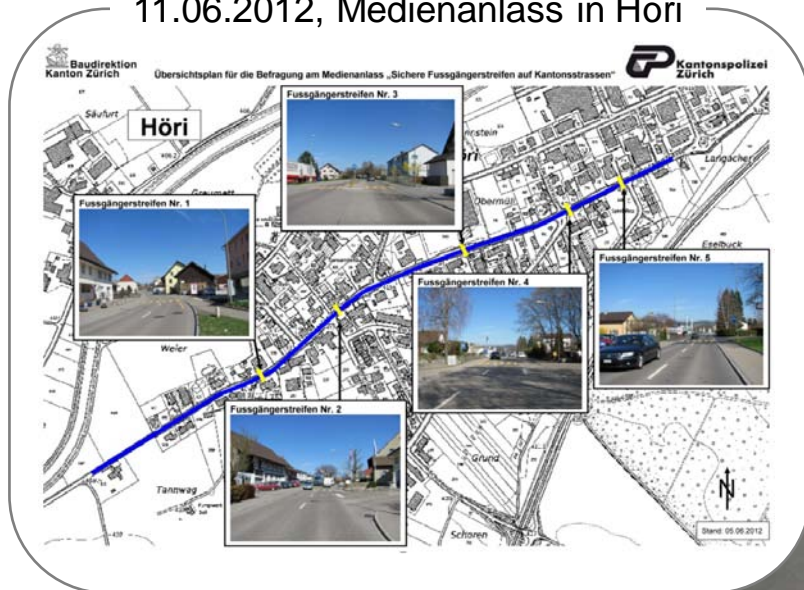 11.06.2012, Medienanlass in Höri
Baudirektion
Kanton Zürich
Übersichtsplan für die Befragung am Medienanlass „Sichere Fussgängerstreifen auf Kantonsstrassen“
Kantonspolizei
Zürich
Säufurt
Höri
Fussgängerstreifen Nr. 3
Langächer
Fussgängerstreifen Nr. 1
Obermüli
Eselbuck
Fussgängerstreifen Nr. 5
Fussgängerstreifen Nr. 4
Weier
Fussgängerstreifen Nr. 2
Grund
Tannwag
N
Schoren
Stand: 05.06.2012